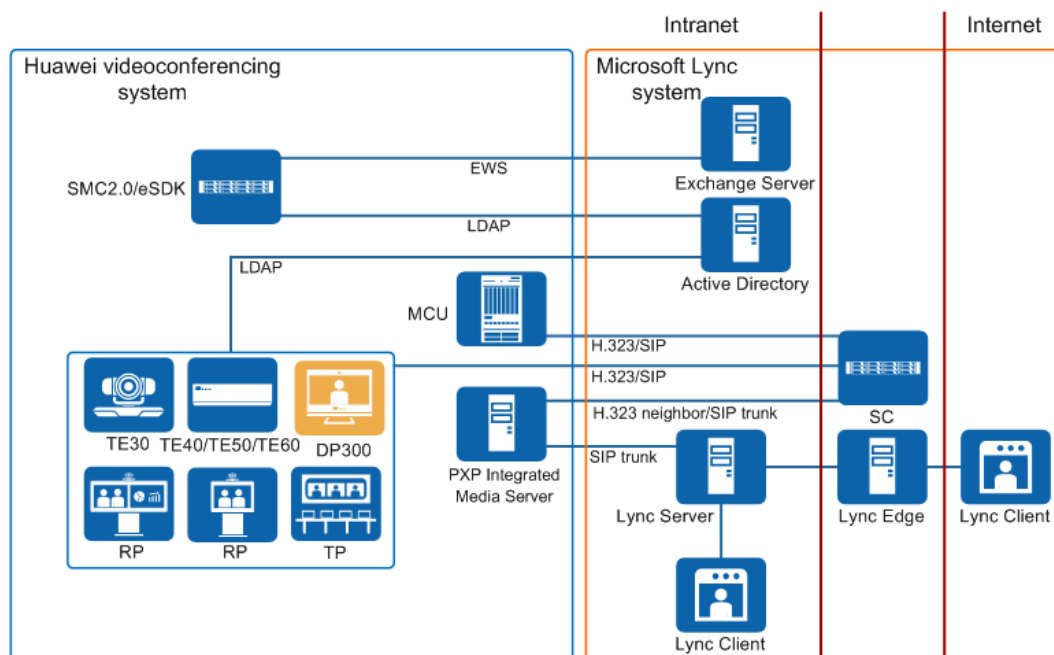 Intranet
Internet
Huawei videoconferencing
system
Microsoft Lync
system
SMC2.0/eSDK
EWS
Exchange Server
LDAP
LDAP
Active Directory
MCU
H.323/SIP
H.323/SIP
H.323 neighbor/SIP trunk
SC
TE30
TE40/TE50/TE60
DP300
PXP Integrated
Media Server
SIP trunk
Lync Server
Lync Edge
Lync Client
RP
RP
TP
Lync Client